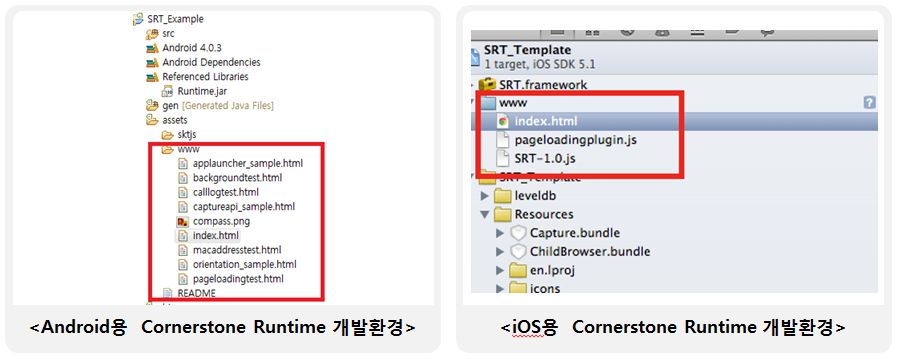 SRT_Example
src
Android 4.0.3
Android Dependencies
Referenced Libraries
Runtime.jar
gen [Generated Java Files]
assets
sktjs
www
applauncher_sample.html
backgroundtest.html
calllogtest.html
captureapi_sample.html
compass.png
index.html
macaddresstest.html
orientation_sample.html
pageloadingtest.html
README
<Android용 Cornerstone Runtime 개발환경>
SRT_Template
1 target, iOS SDK 5.1
SRT.framework
www
?
index.html
pageloadingplugin.js
SRT-1.0.js
SRT_Template
leveldb
Resources
Capture.bundle
ChildBrowser.bundle
en.lproj
icons
<iOS용 Cornerstone Runtime 개발환경>